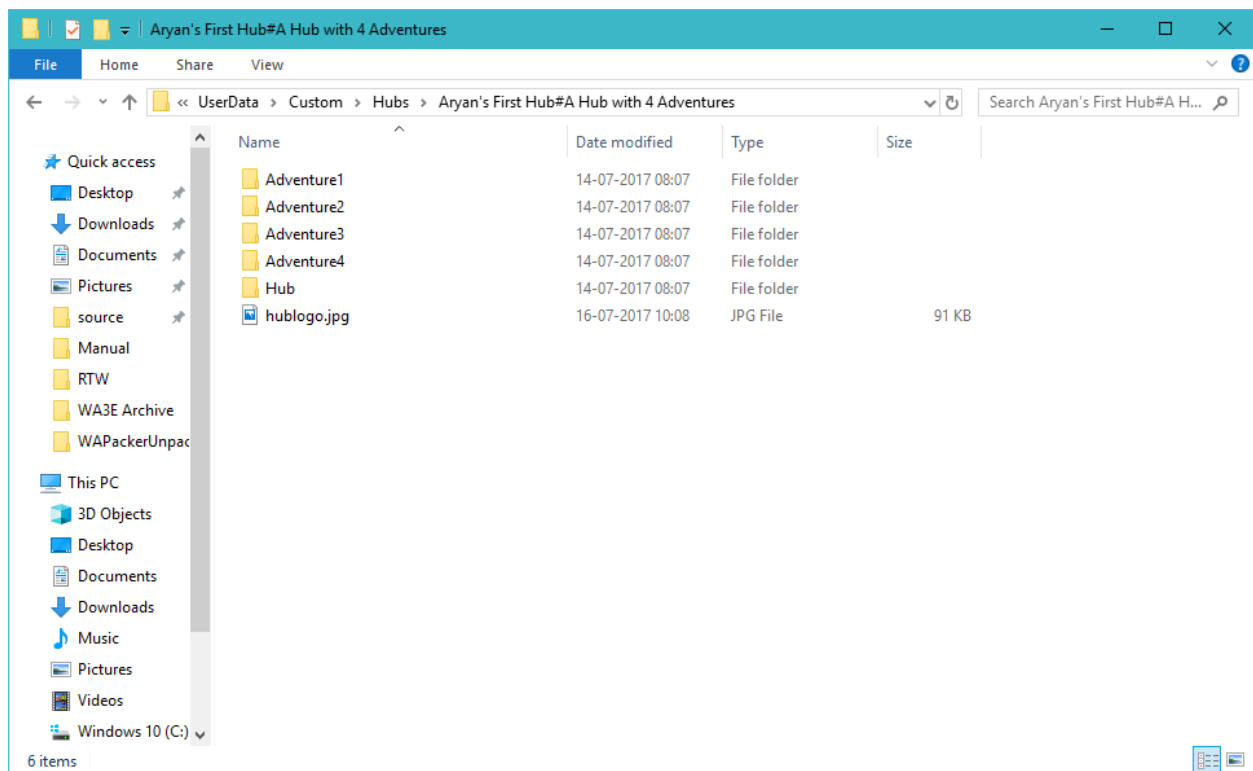 Aryan's First Hub#A Hub with 4 Adventures
File Home Share View
« UserData > Custom > Hubs > Aryan's First Hub#A Hub with 4 Adventures
Search Aryan's First Hub#A H...
Name Date modified Type Size
Quick access
Desktop
Downloads
Documents
Pictures
source
Manual
RTW
WA3E Archive
WAPackerUnpac
This PC
3D Objects
Desktop
Documents
Downloads
Music
Pictures
Videos
Windows 10 (C:)
Adventure1 14-07-2017 08:07 File folder
Adventure2 14-07-2017 08:07 File folder
Adventure3 14-07-2017 08:07 File folder
Adventure4 14-07-2017 08:07 File folder
Hub 14-07-2017 08:07 File folder
hublogo.jpg 16-07-2017 10:08 JPG File 91 KB
6 items